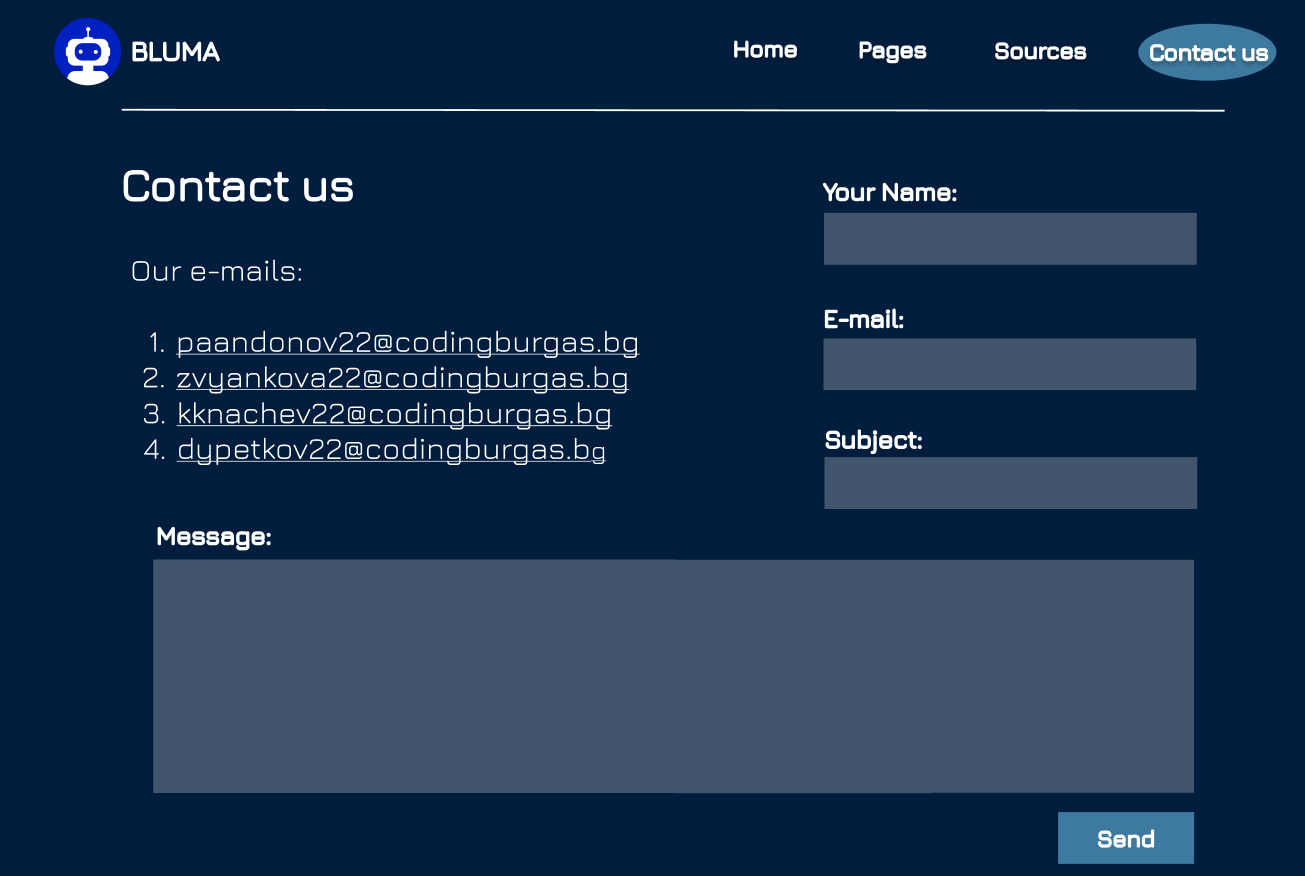 BLUMA
Home
Pages
Sources
Contact us
Contact us
Your Name:
Our e-mails:
E-mail:
1. paandonov22@codingburgas.bg
2. zvyankova22@codingburgas.bg
3. kknachev22@codingburgas.bg
4. dypetkov22@codingburgas.bg
Subject:
Message:
Send